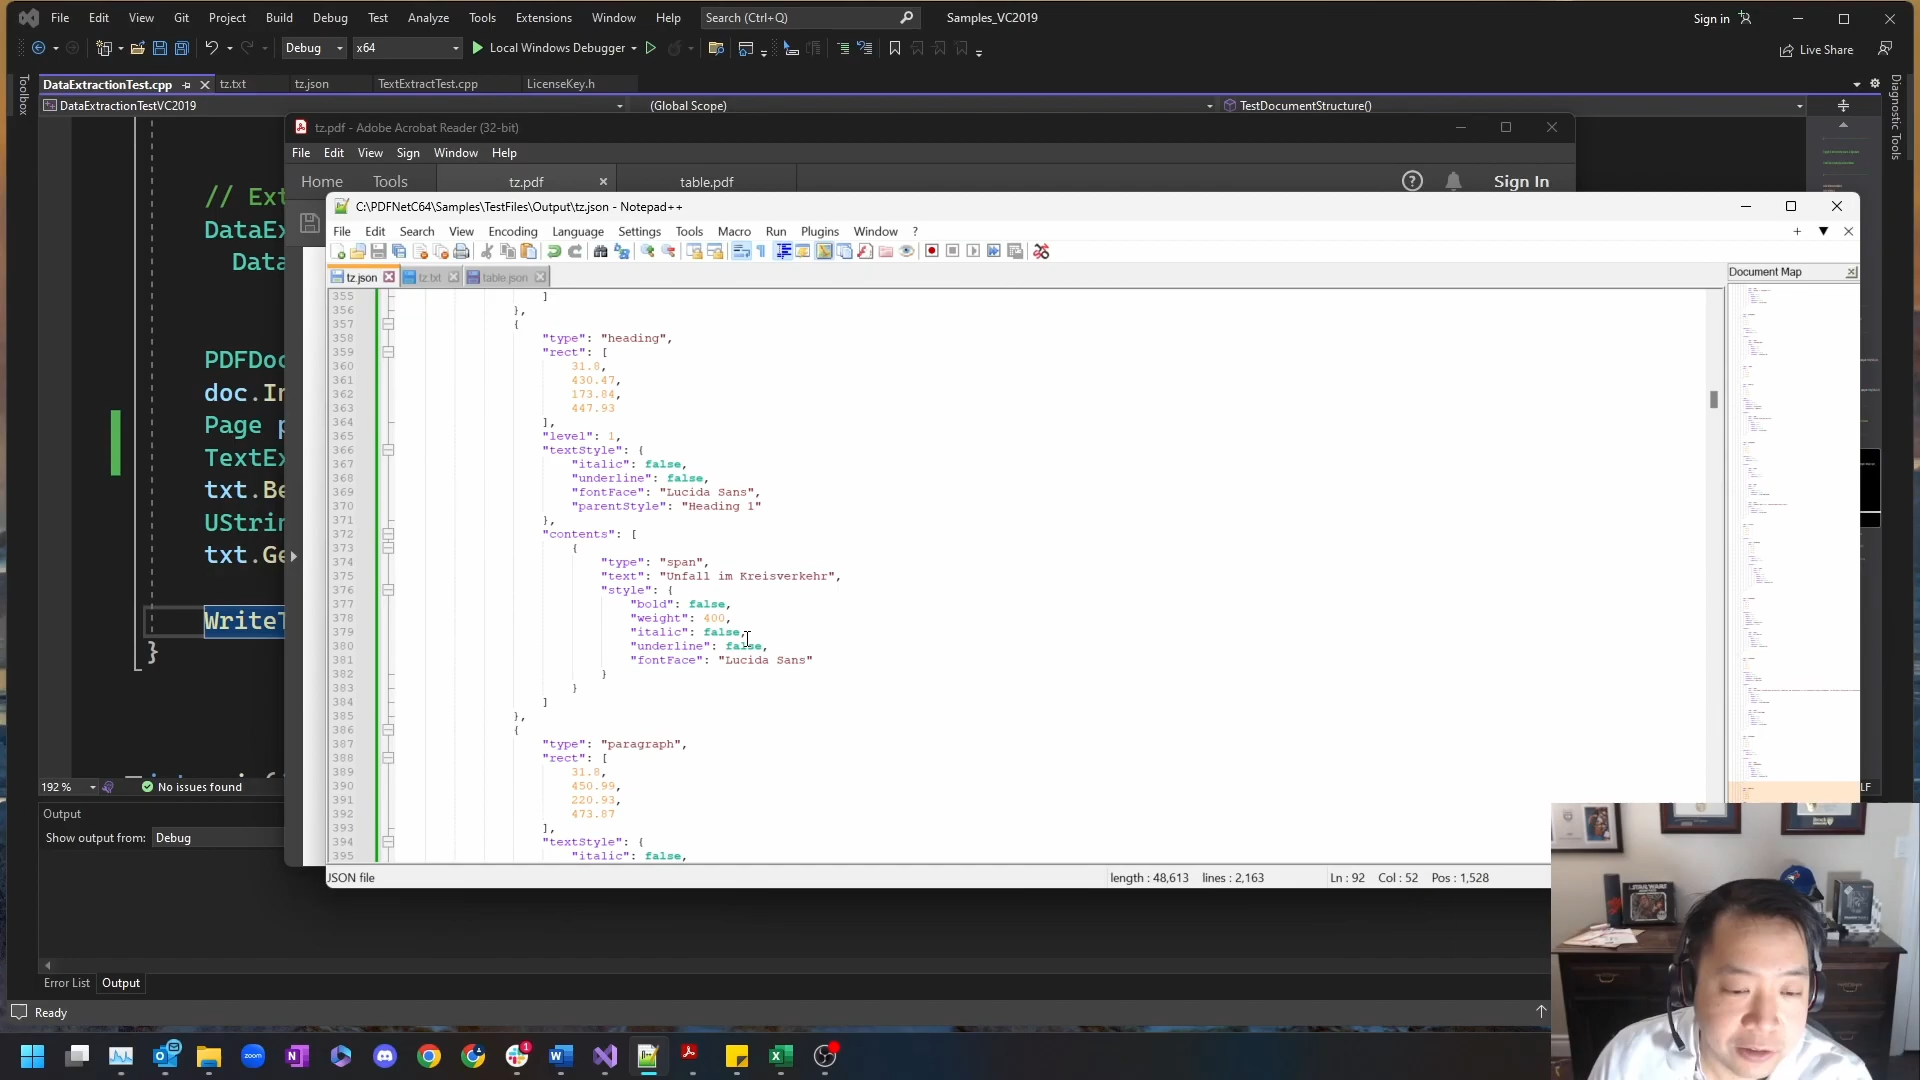 File Edit View Git Project Build Debug Test Analyze Tools Extensions Window Help Search (Ctrl+Q) Samples_VC2019 Sign in
Debug x64 Local Windows Debugger Live Share
DataExtractionTest.cpp tz.txt tz.json TextExtractTest.cpp LicenseKey.h
DataExtractionTestVC2019 (Global Scope) TestDocumentStructure()
Toolbox
Diagnostic Tools
tz.pdf - Adobe Acrobat Reader (32-bit)
File Edit View Sign Window Help
Home Tools tz.pdf table.pdf Sign In
// Ext
DataEx
Data
PDFDoc
doc.In
Page p
TextEx
txt.Be
UStrin
txt.Ge
WriteT
}
C:\PDFNetC64\Samples\TestFiles\Output\tz.json - Notepad++
File Edit Search View Encoding Language Settings Tools Macro Run Plugins Window ?
tz.json tz.txt table.json
Document Map
355 ]
356 },
357 {
358 "type": "heading",
359 "rect": [
360 31.8,
361 430.47,
362 173.84,
363 447.93
364 ],
365 "level": 1,
366 "textStyle": {
367 "italic": false,
368 "underline": false,
369 "fontFace": "Lucida Sans",
370 "parentStyle": "Heading 1"
371 },
372 "contents": [
373 {
374 "type": "span",
375 "text": "Unfall im Kreisverkehr",
376 "style": {
377 "bold": false,
378 "weight": 400,
379 "italic": false,
380 "underline": false,
381 "fontFace": "Lucida Sans"
382 }
383 }
384 ]
385 },
386 {
387 "type": "paragraph",
388 "rect": [
389 31.8,
390 450.99,
391 220.93,
392 473.87
393 ],
394 "textStyle": {
395 "italic": false,
JSON file length : 48,613 lines : 2,163 Ln : 92 Col : 52 Pos : 1,528
192 % No issues found LF
Output
Show output from: Debug
Error List Output
Ready
STAR WARS
zoom
1